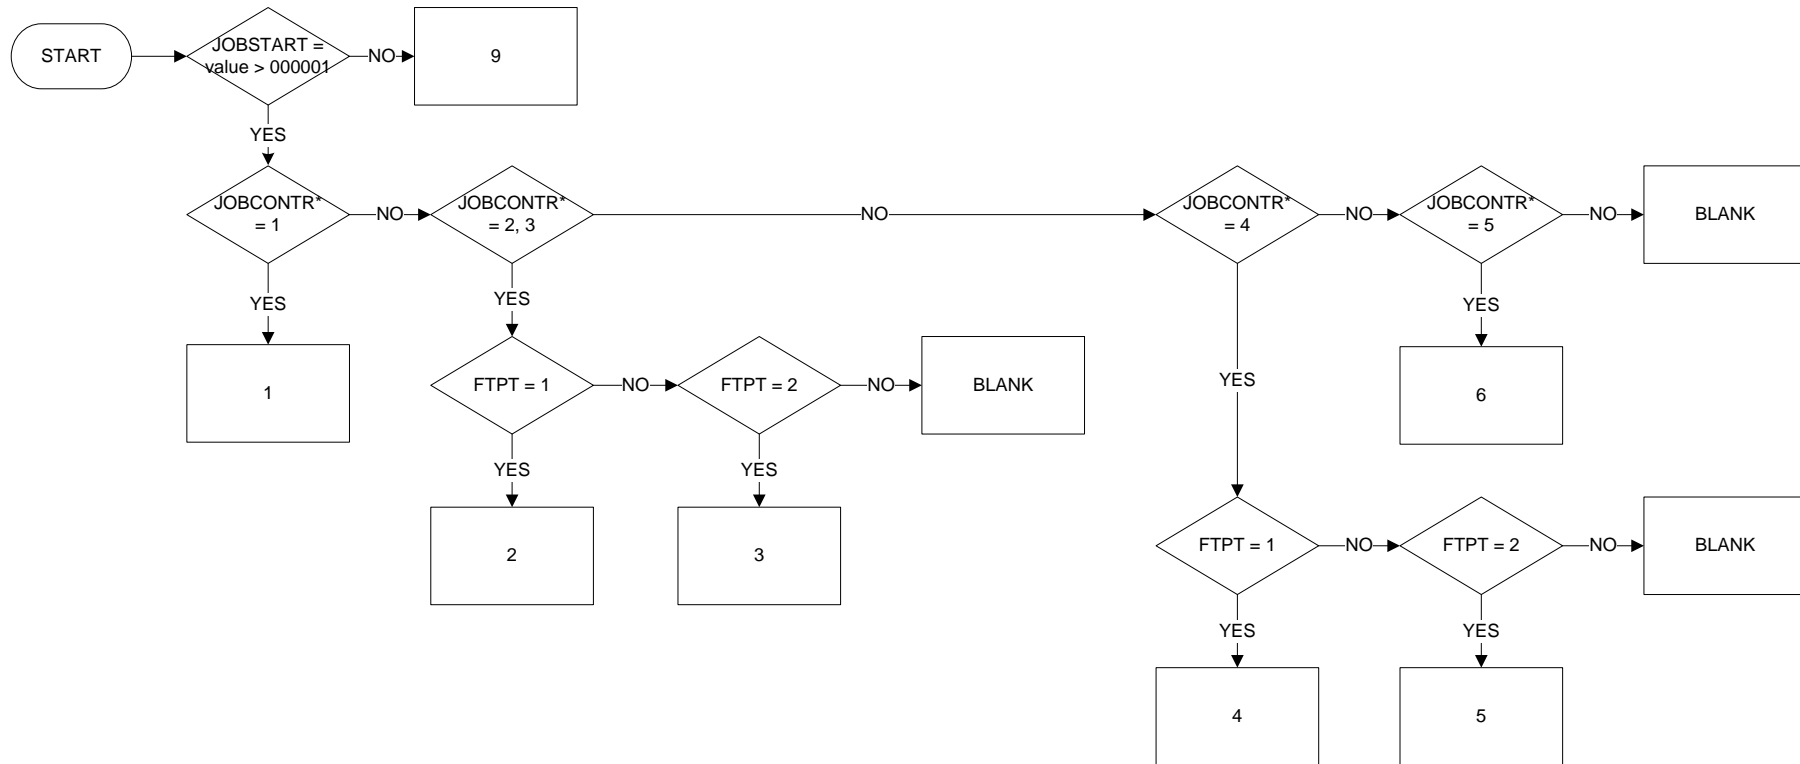 START
JOBSTART =
value > 000001
NO
9
YES
JOBCONTR*
= 1
NO
JOBCONTR*
= 2, 3
NO
JOBCONTR*
= 4
NO
JOBCONTR*
= 5
NO
BLANK
YES
YES
YES
YES
1
FTPT = 1
NO
FTPT = 2
NO
BLANK
6
YES
YES
2
3
FTPT = 1
NO
FTPT = 2
NO
BLANK
YES
YES
4
5